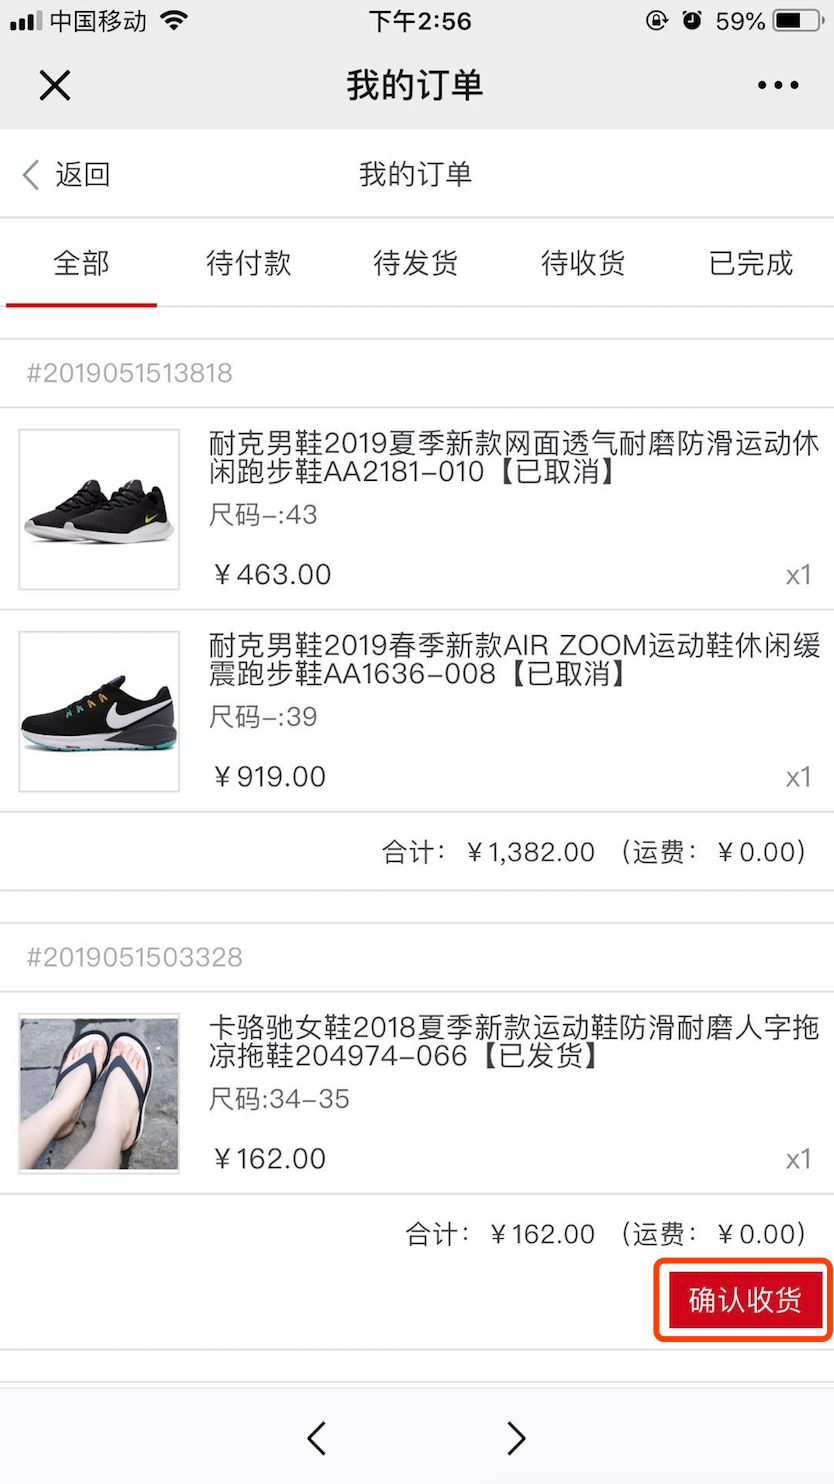 中国移动
下午2:56
59%
我的订单
返回
我的订单
全部
待付款
待发货
待收货
已完成
#2019051513818
耐克男鞋2019夏季新款网面透气耐磨防滑运动休
闲跑步鞋AA2181-010【已取消】
尺码-:43
￥463.00
x1
耐克男鞋2019春季新款AIR ZOOM运动鞋休闲缓
震跑步鞋AA1636-008【已取消】
尺码-:39
￥919.00
x1
合计：￥1,382.00 （运费：￥0.00）
#2019051503328
卡骆驰女鞋2018夏季新款运动鞋防滑耐磨人字拖
凉拖鞋204974-066【已发货】
尺码:34-35
￥162.00
x1
合计：￥162.00 （运费：￥0.00）
确认收货